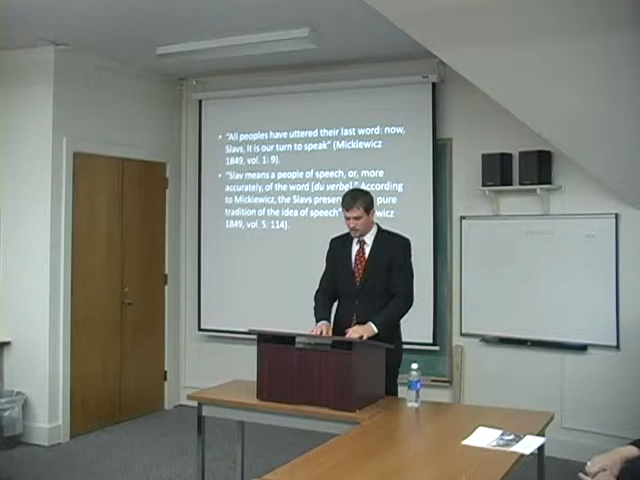 • "All peoples have uttered their last word: now,
Slavs, it is our turn to speak" (Mickiewicz
1849, vol. 1: 9).
• "Slav means a people of speech, or, more
accurately, of the word [du verbe]." According
to Mickiewicz, the Slavs pure
tradition of the idea of speech"
1849, vol. 5: 114).